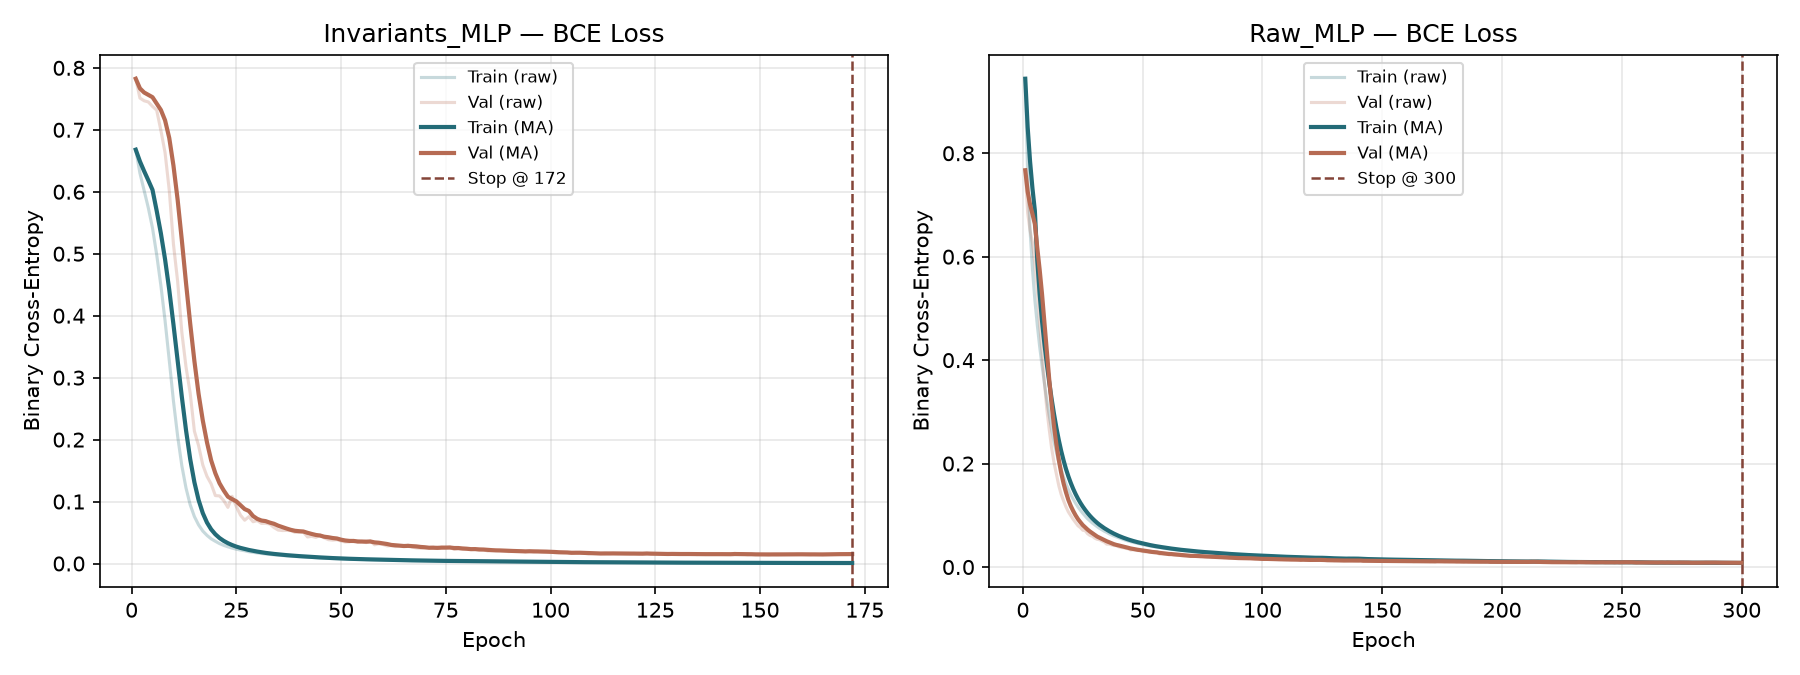 Invariants_MLP — BCE Loss
Binary Cross-Entropy
0.8
0.7
0.6
0.5
0.4
0.3
0.2
0.1
0.0
Train (raw)
Val (raw)
Train (MA)
Val (MA)
Stop @ 172
0 25 50 75 100 125 150 175
Epoch
Raw_MLP — BCE Loss
Binary Cross-Entropy
0.8
0.6
0.4
0.2
0.0
Train (raw)
Val (raw)
Train (MA)
Val (MA)
Stop @ 300
0 50 100 150 200 250 300
Epoch